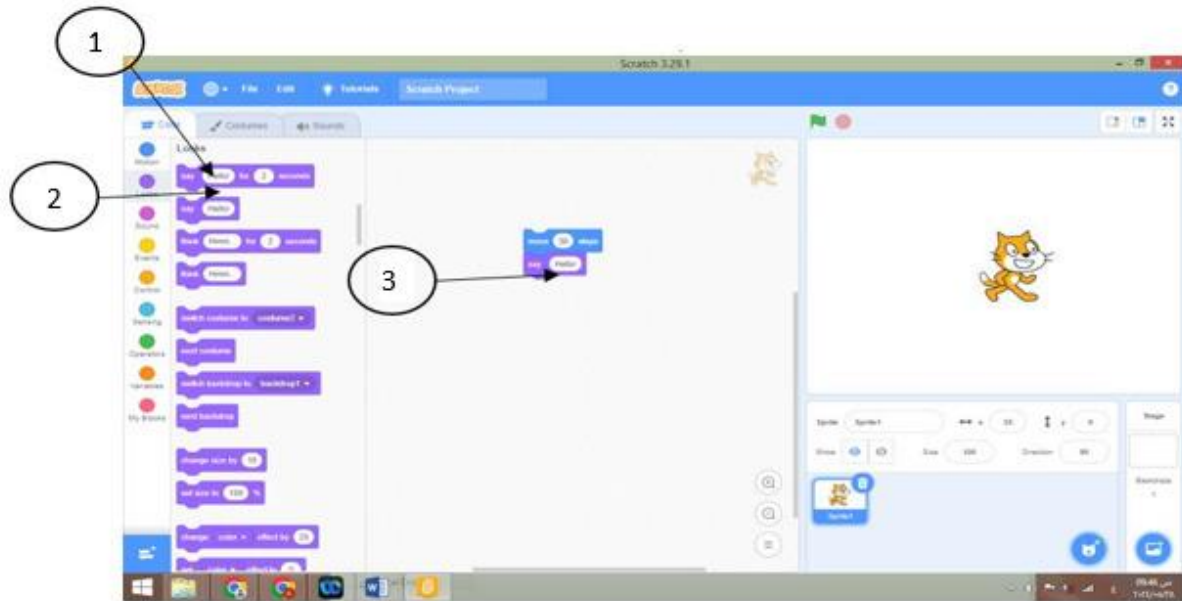 1
Scratch 3.29.1
File Edit Tutorials Scratch Project
Code Costumes Sounds
Looks
Motion
say Hello! for 2 seconds
2
say Hello!
Sound
think Hmm... for 2 seconds
Events
think Hmm...
Control
move 10 steps
say Hello!
3
Sensing
switch costume to costume2
Operators
next costume
Variables
switch backdrop to backdrop1
My Blocks
next backdrop
change size by 10
set size to 100 %
change color effect by 25
Sprite Sprite1 x y
Show Size 100 Direction 90
Stage
Backdrops
Sprite1